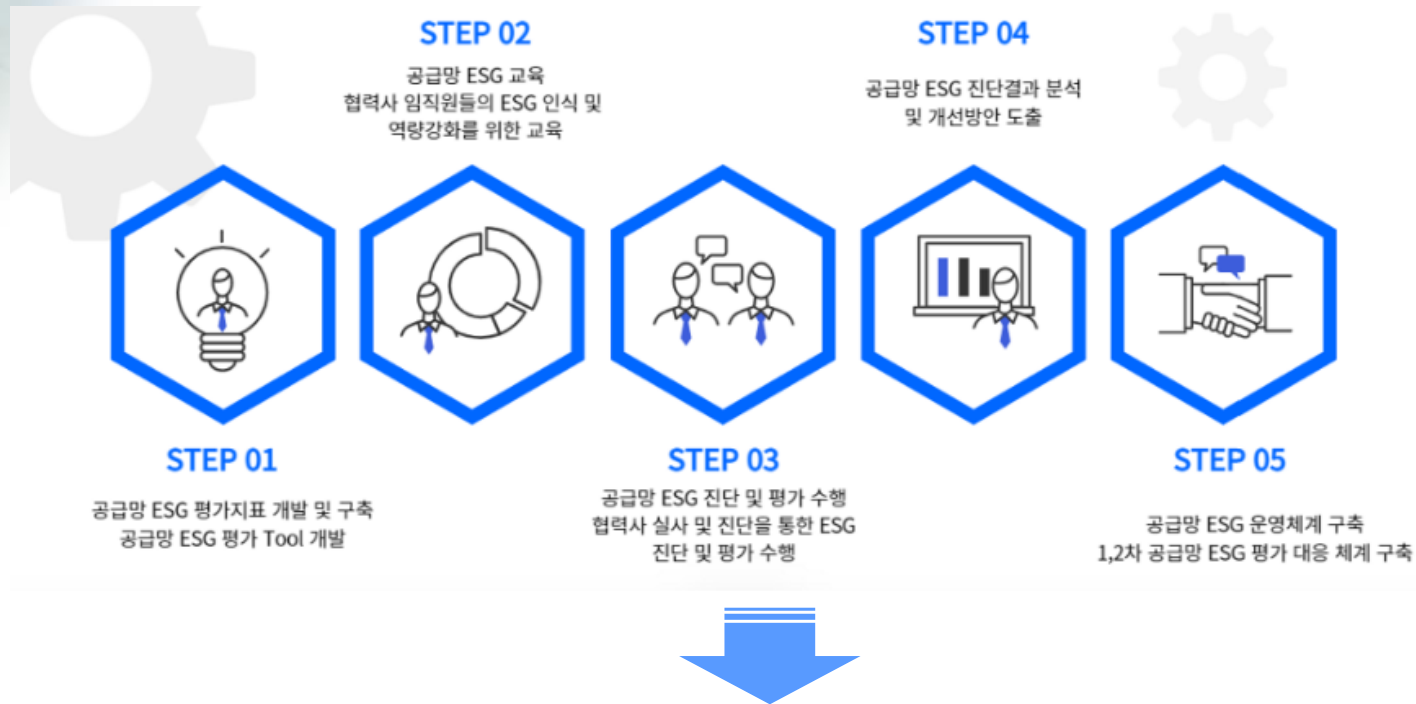 STEP 01
공급망 ESG 평가지표 개발 및 구축
공급망 ESG 평가 Tool 개발
STEP 02
공급망 ESG 교육
협력사 임직원들의 ESG 인식 및
역량강화를 위한 교육
STEP 03
공급망 ESG 진단 및 평가 수행
협력사 실사 및 진단을 통한 ESG
진단 및 평가 수행
STEP 04
공급망 ESG 진단결과 분석
및 개선방안 도출
STEP 05
공급망 ESG 운영체계 구축
1,2차 공급망 ESG 평가 대응 체계 구축